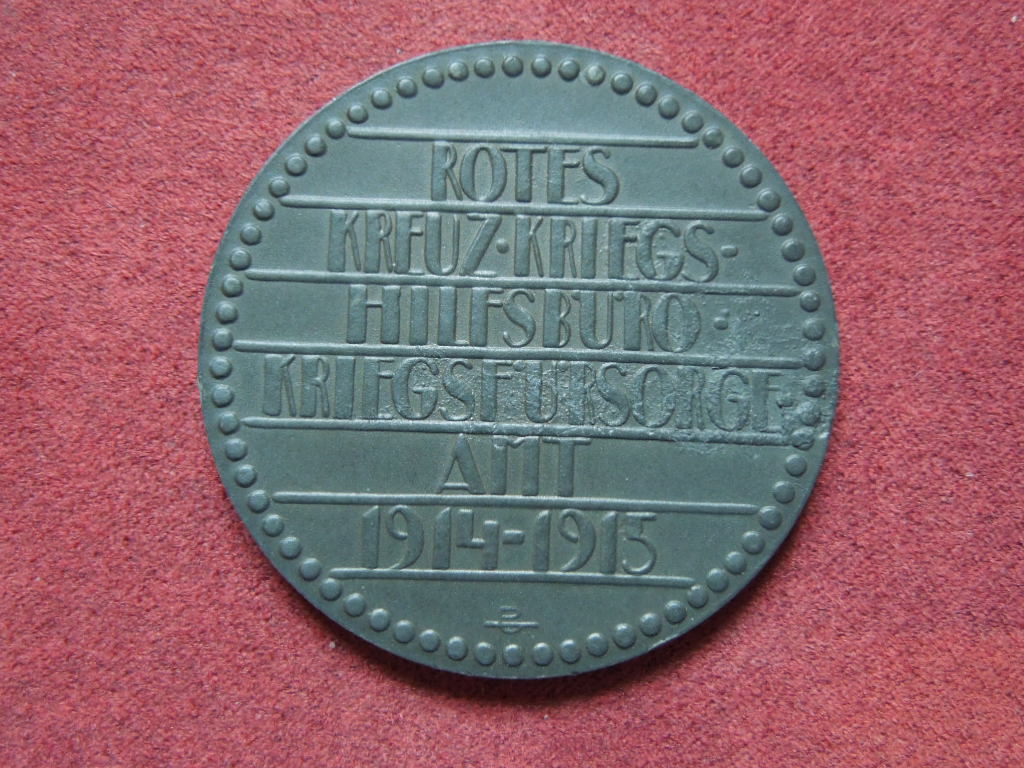 ROTES
KREUZ·KRIEGS-
HILFSBÜRO·
KRIEGSFÜRSORGE-
AMT
1914-1915